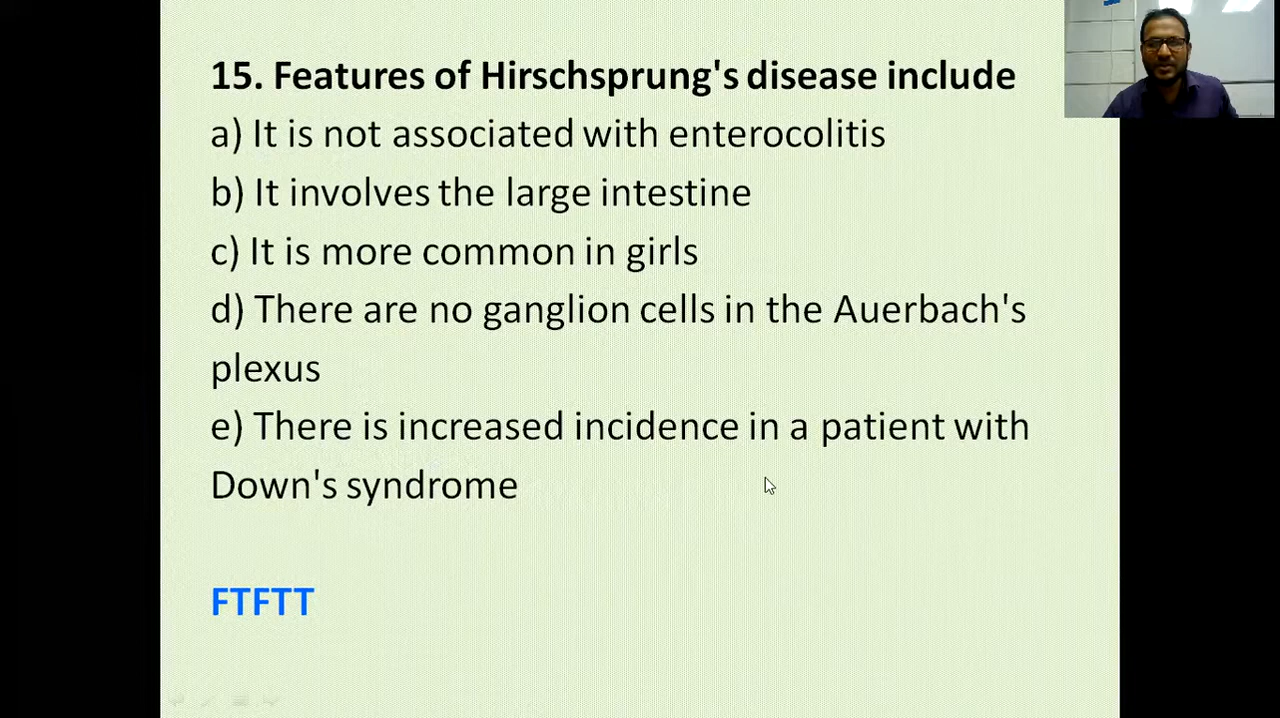 15. Features of Hirschsprung's disease include
a) It is not associated with enterocolitis
b) It involves the large intestine
c) It is more common in girls
d) There are no ganglion cells in the Auerbach's
plexus
e) There is increased incidence in a patient with
Down's syndrome
FTFTT